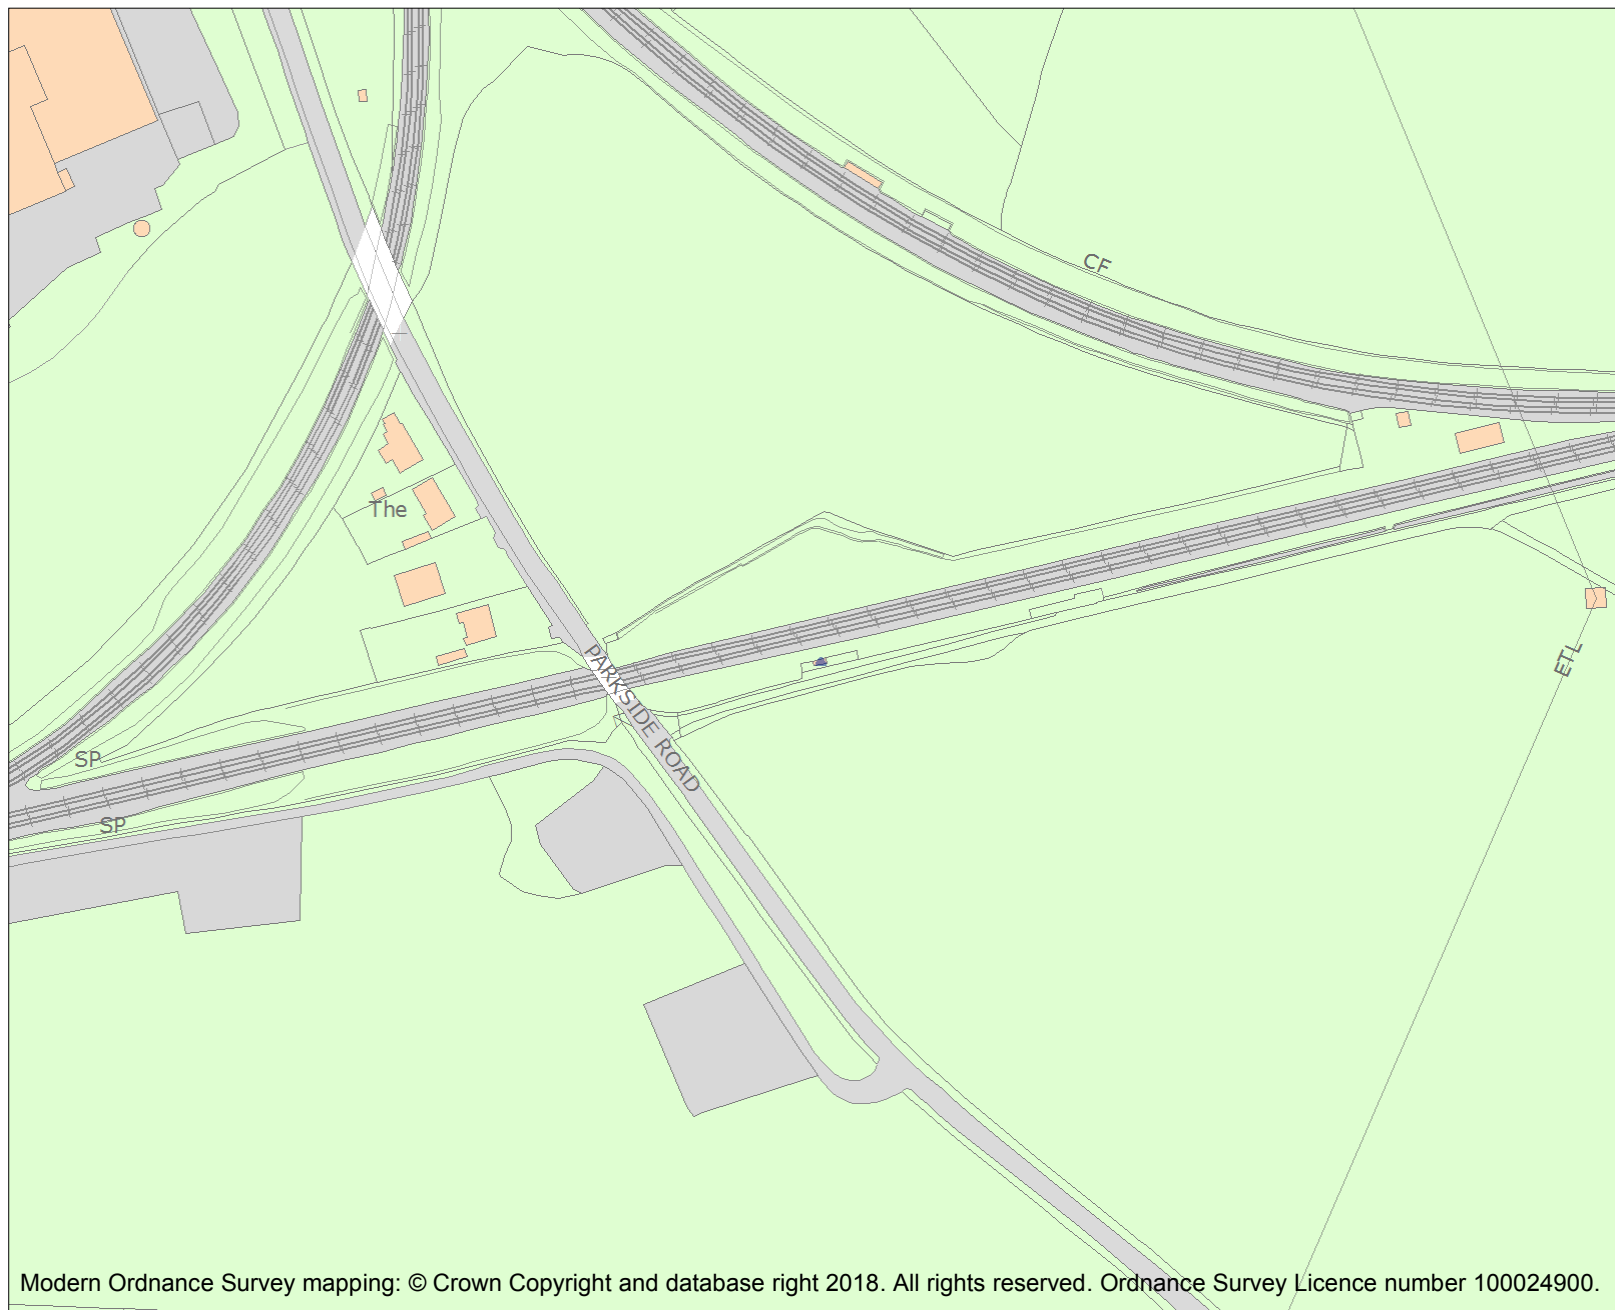 CF
The
PARKSIDE ROAD
ETL
SP
SP
Modern Ordnance Survey mapping: © Crown Copyright and database right 2018. All rights reserved. Ordnance Survey Licence number 100024900.